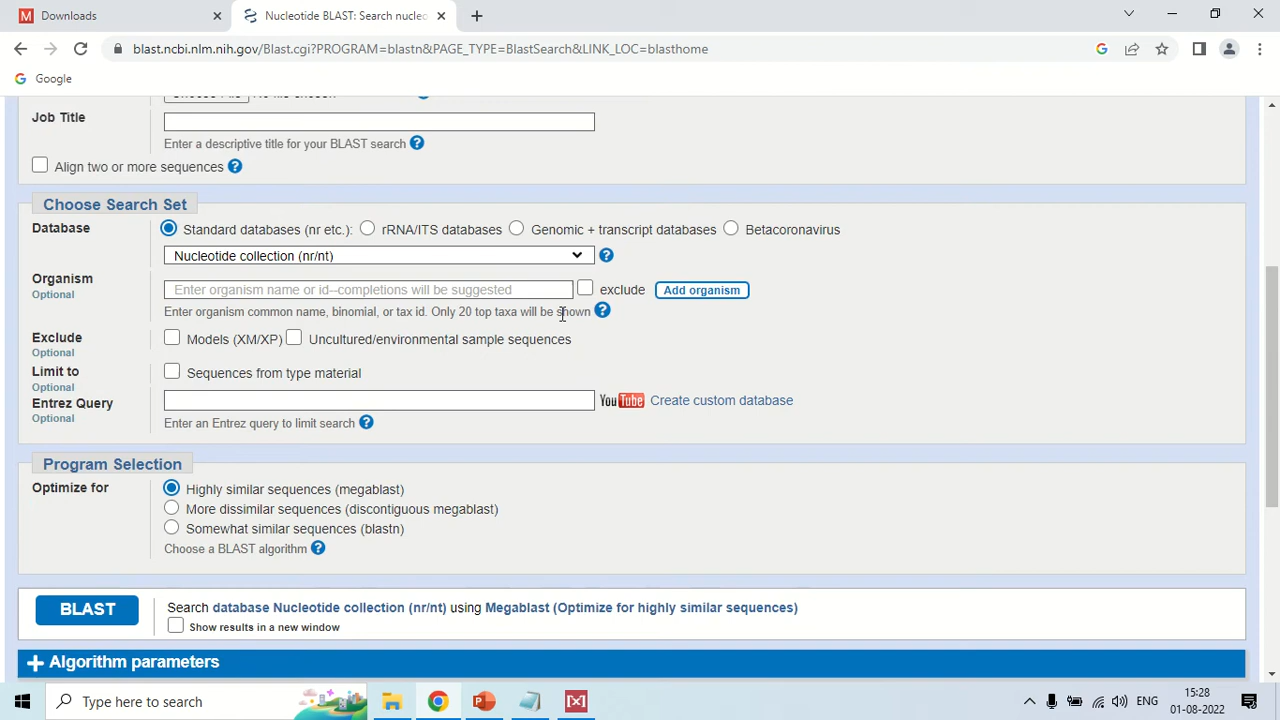 Downloads
Nucleotide BLAST: Search nucleo
blast.ncbi.nlm.nih.gov/Blast.cgi?PROGRAM=blastn&PAGE_TYPE=BlastSearch&LINK_LOC=blasthome
Google
Choose File No file chosen
Job Title
Enter a descriptive title for your BLAST search
Align two or more sequences
Choose Search Set
Database Standard databases (nr etc.): rRNA/ITS databases Genomic + transcript databases Betacoronavirus
Nucleotide collection (nr/nt)
Organism
Optional
Enter organism name or id--completions will be suggested exclude Add organism
Enter organism common name, binomial, or tax id. Only 20 top taxa will be shown
Exclude
Optional
Models (XM/XP) Uncultured/environmental sample sequences
Limit to
Optional
Sequences from type material
Entrez Query
Optional
YouTube Create custom database
Enter an Entrez query to limit search
Program Selection
Optimize for Highly similar sequences (megablast)
More dissimilar sequences (discontiguous megablast)
Somewhat similar sequences (blastn)
Choose a BLAST algorithm
BLAST Search database Nucleotide collection (nr/nt) using Megablast (Optimize for highly similar sequences)
Show results in a new window
+ Algorithm parameters
Type here to search
ENG
15:28
01-08-2022